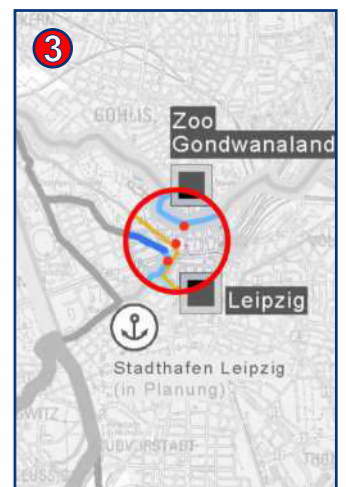 3
GOHLIS
Zoo
Gondwanaland
Leipzig
Stadthafen Leipzig
(in Planung)